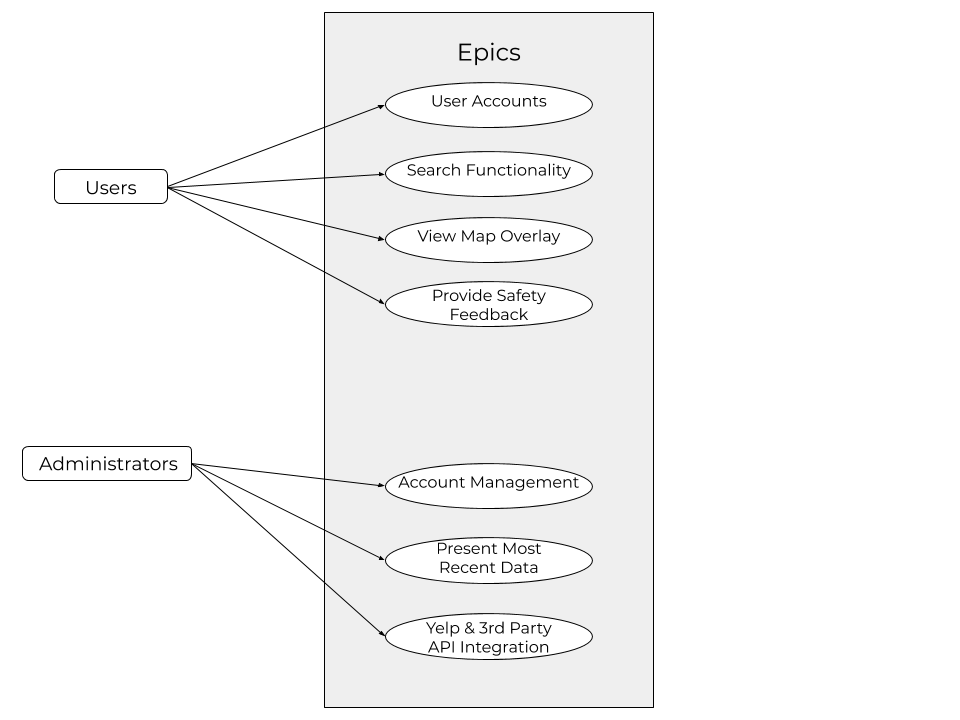 Epics
User Accounts
Search Functionality
Users
View Map Overlay
Provide Safety
Feedback
Administrators
Account Management
Present Most
Recent Data
Yelp & 3rd Party
API Integration